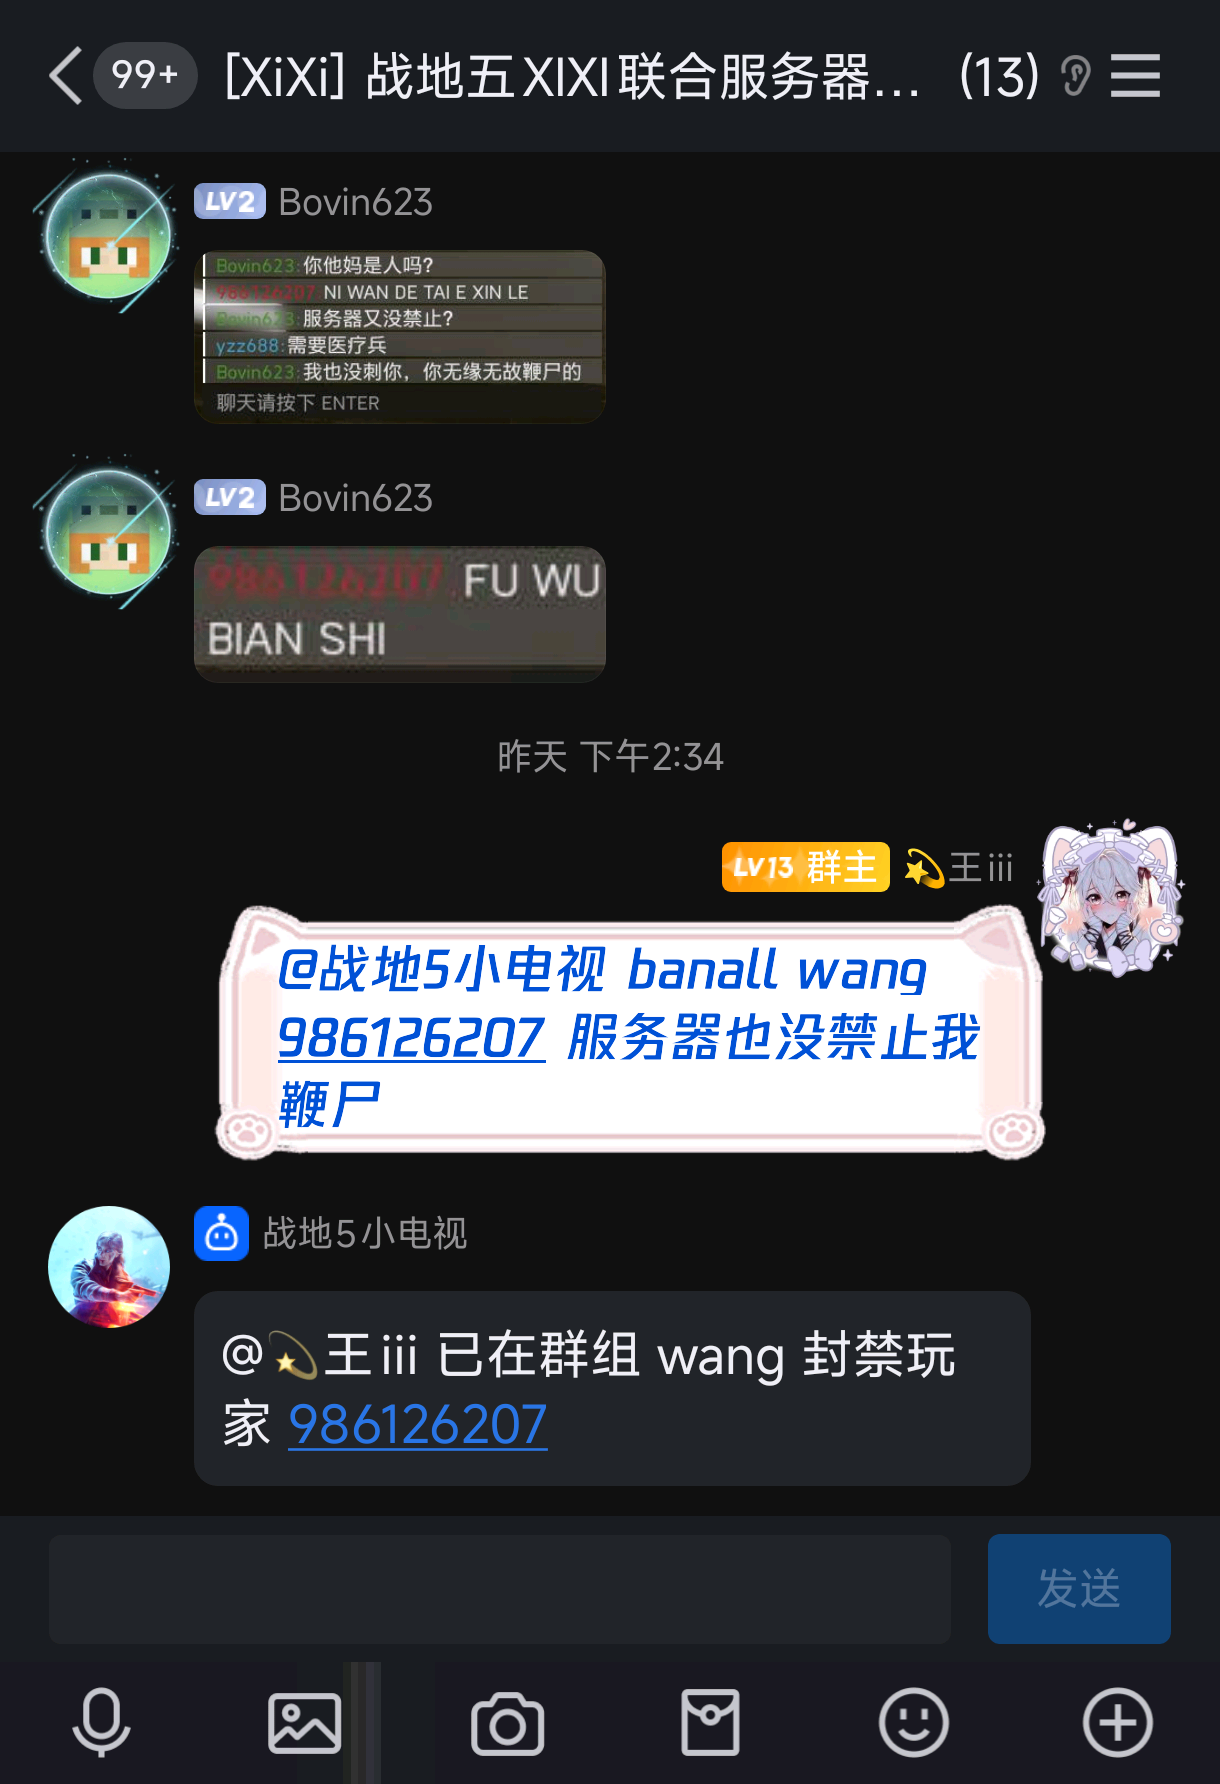 99+ [XiXi] 战地五XIXI联合服务器... (13)
LV2 Bovin623
Bovin623:你他妈是人吗?
986126207:NI WAN DE TAI E XIN LE
Bovin623:服务器又没禁止?
yzz688:需要医疗兵
Bovin623:我也没刺你，你无缘无故鞭尸的
聊天请按下 ENTER
LV2 Bovin623
986126207:FU WU
BIAN SHI
昨天 下午2:34
LV13 群主 💫王iii
@战地5小电视 banall wang
986126207 服务器也没禁止我
鞭尸
战地5小电视
@💫王iii 已在群组 wang 封禁玩
家 986126207
发送